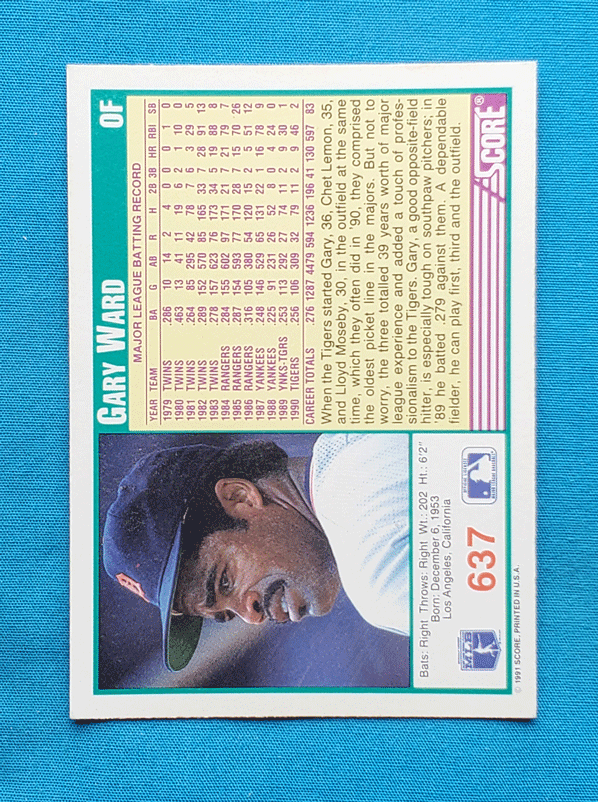 GARY WARD OF
MAJOR LEAGUE BATTING RECORD
YEAR TEAM BA G AB R H 2B 3B HR RBI SB
1979 TWINS .286 10 14 2 4 0 0 0 1 0
1980 TWINS .463 13 41 11 19 6 2 1 10 0
1981 TWINS .264 85 295 42 78 7 6 3 29 5
1982 TWINS .289 152 570 85 165 33 7 28 91 13
1983 TWINS .278 157 623 76 173 34 5 19 88 8
1984 RANGERS .284 155 602 97 171 21 7 21 79 7
1985 RANGERS .287 154 593 77 170 28 7 15 70 26
1986 RANGERS .316 105 380 54 120 15 2 5 51 12
1987 YANKEES .248 146 529 65 131 22 1 16 78 9
1988 YANKEES .225 91 231 26 52 8 0 4 24 0
1989 YNKS-TGRS .253 113 292 27 74 11 2 9 30 1
1990 TIGERS .256 106 309 32 79 11 2 9 46 2
CAREER TOTALS .276 1287 4479 594 1236 196 41 130 597 83
When the Tigers started Gary, 36, Chet Lemon, 35,
and Lloyd Moseby, 30, in the outfield at the same
time, which they often did in '90, they comprised
the oldest picket line in the majors. But not to
worry, the three totalled 39 years worth of major
league experience and added a touch of profes-
sionalism to the Tigers. Gary, a good opposite-field
hitter, is especially tough on southpaw pitchers; in
'89 he batted .279 against them. A dependable
fielder, he can play first, third and the outfield.
SCORE®
Bats: Right Throws: Right Wt.: 202 Ht.: 6'2"
Born: December 6, 1953
Los Angeles, California
637
MLB
© 1991 SCORE, PRINTED IN U.S.A.